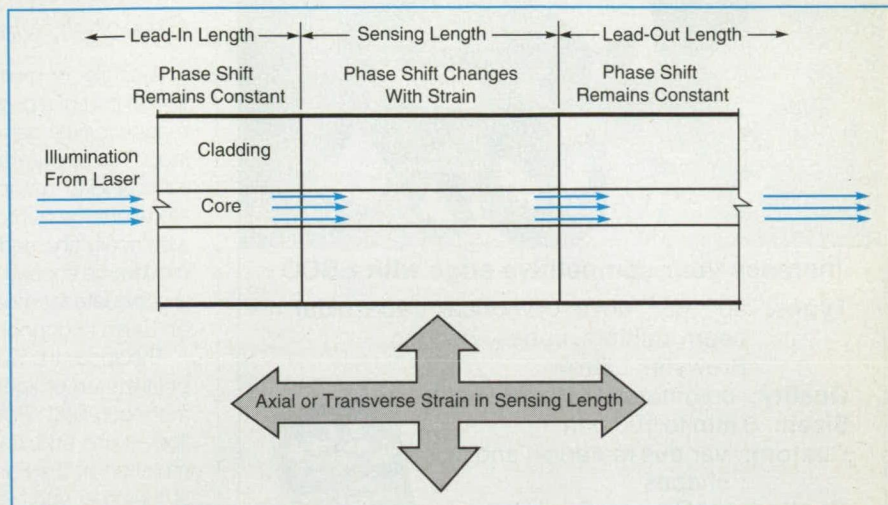 Lead-In Length
Sensing Length
Lead-Out Length
Phase Shift
Remains Constant
Phase Shift Changes
With Strain
Phase Shift
Remains Constant
Illumination
From Laser
Cladding
Core
Axial or Transverse Strain in Sensing Length